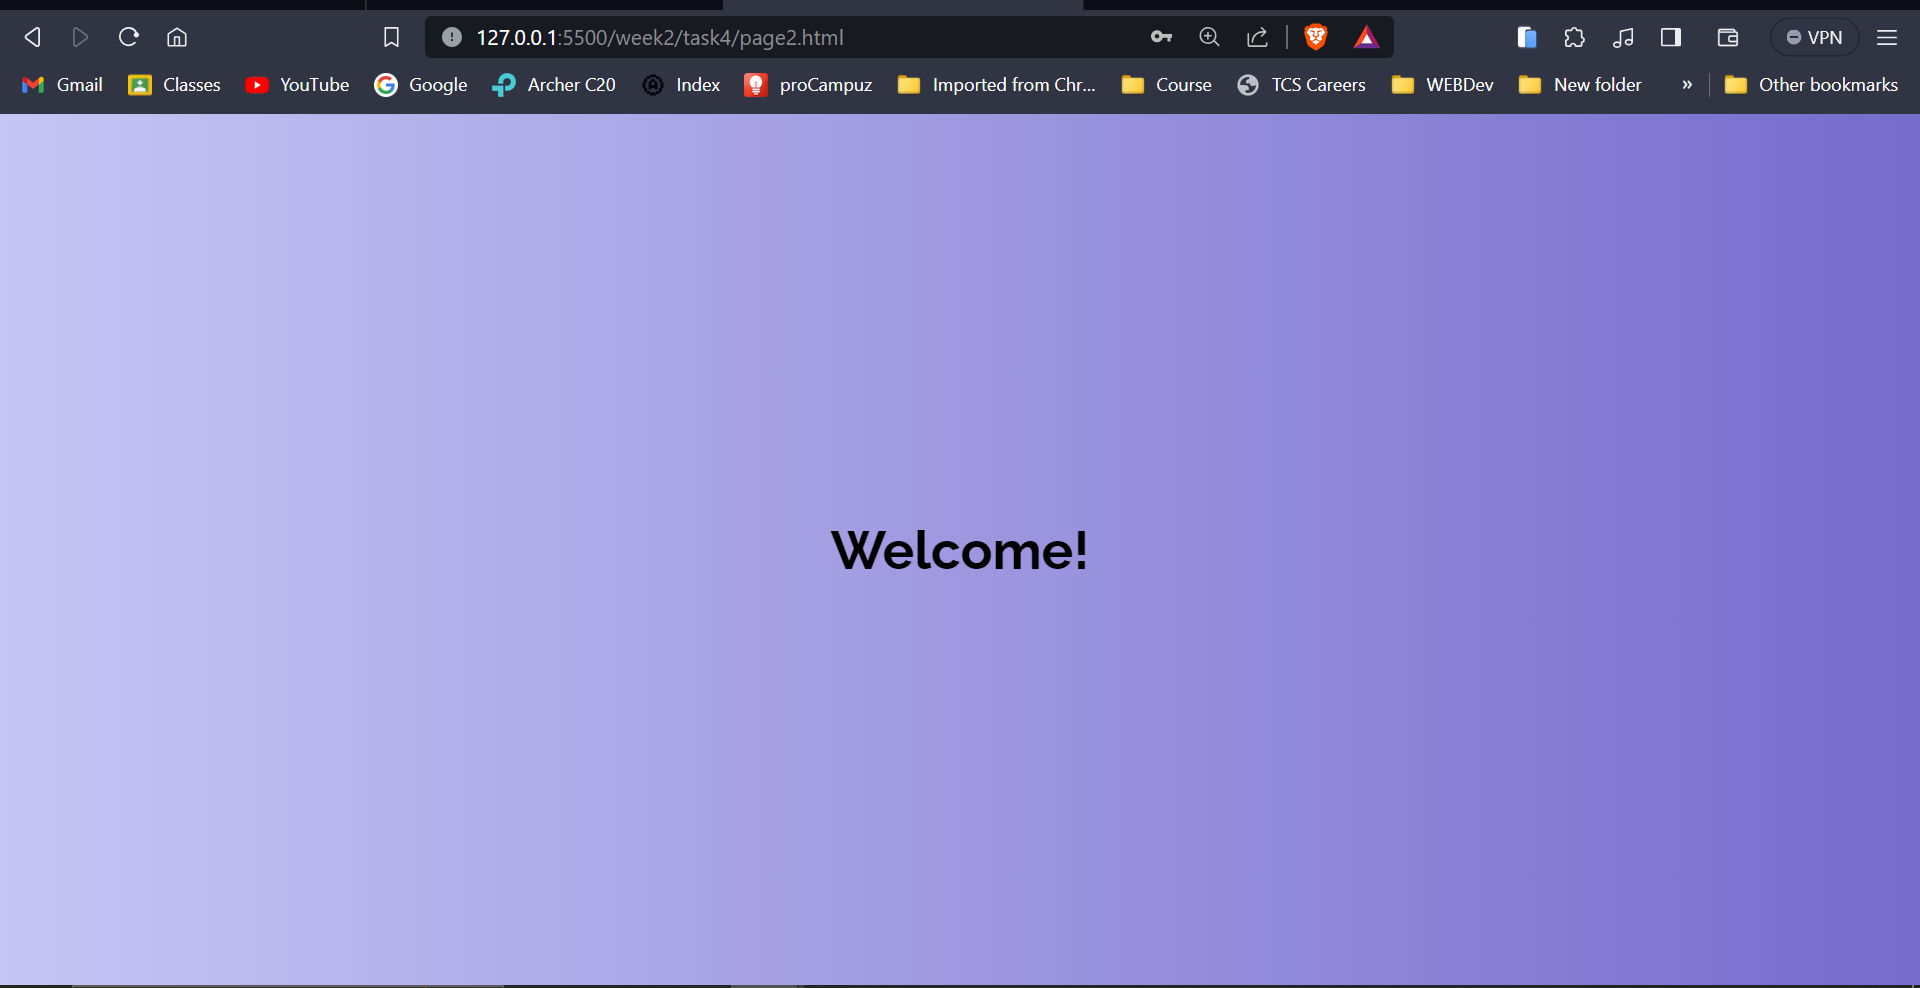 127.0.0.1:5500/week2/task4/page2.html VPN
Gmail Classes YouTube Google Archer C20 Index proCampuz Imported from Chr... Course TCS Careers WEBDev New folder » Other bookmarks
Welcome!